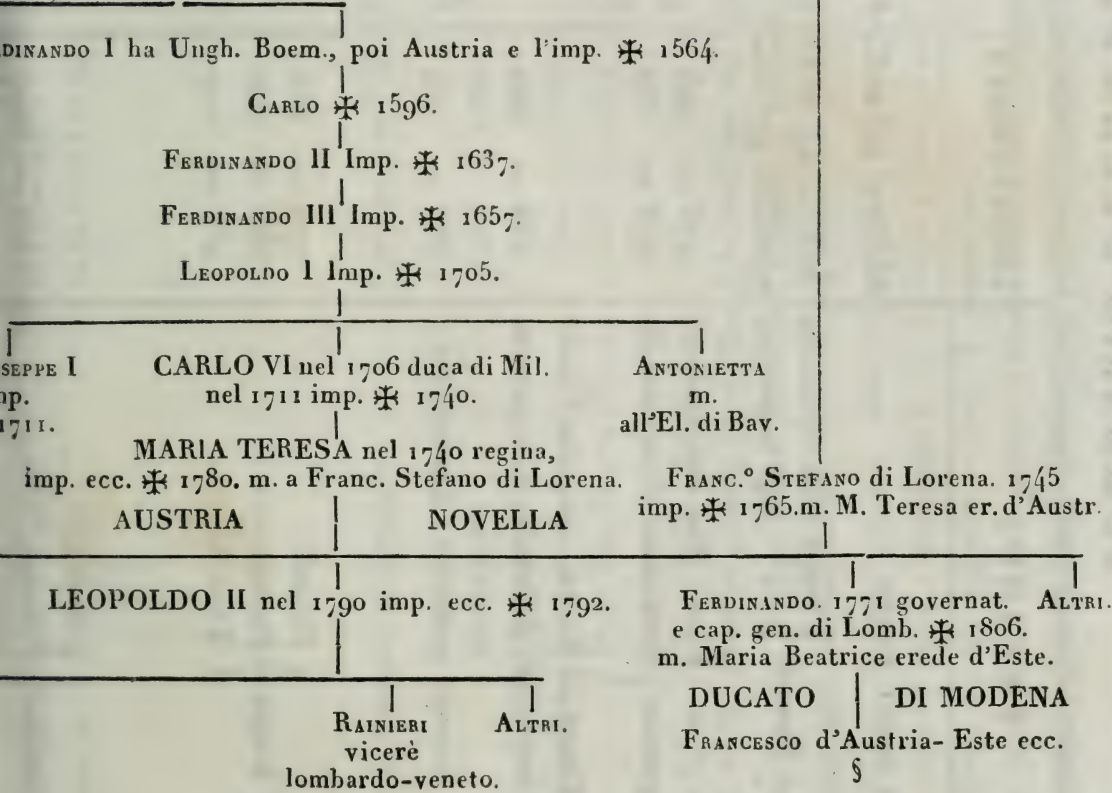 DINANDO I ha Ungh. Boem., poi Austria e l'imp. ✠ 1564.
CARLO ✠ 1596.
FERDINANDO II Imp. ✠ 1637.
FERDINANDO III Imp. ✠ 1657.
LEOPOLDO I Imp. ✠ 1705.
SEPPE I
mp.
1711.
CARLO VI nel 1706 duca di Mil.
nel 1711 imp. ✠ 1740.
ANTONIETTA
m.
all'El. di Bav.
MARIA TERESA nel 1740 regina,
imp. ecc. ✠ 1780. m. a Franc. Stefano di Lorena.
FRANC.° STEFANO di Lorena. 1745
imp. ✠ 1765. m. M. Teresa er. d'Austr.
AUSTRIA NOVELLA
LEOPOLDO II nel 1790 imp. ecc. ✠ 1792.
FERDINANDO. 1771 governat.
e cap. gen. di Lomb. ✠ 1806.
m. Maria Beatrice erede d'Este.
ALTRI.
DUCATO DI MODENA
RAINIERI
vicerè
lombardo-veneto.
ALTRI.
FRANCESCO d'Austria-Este ecc.
§